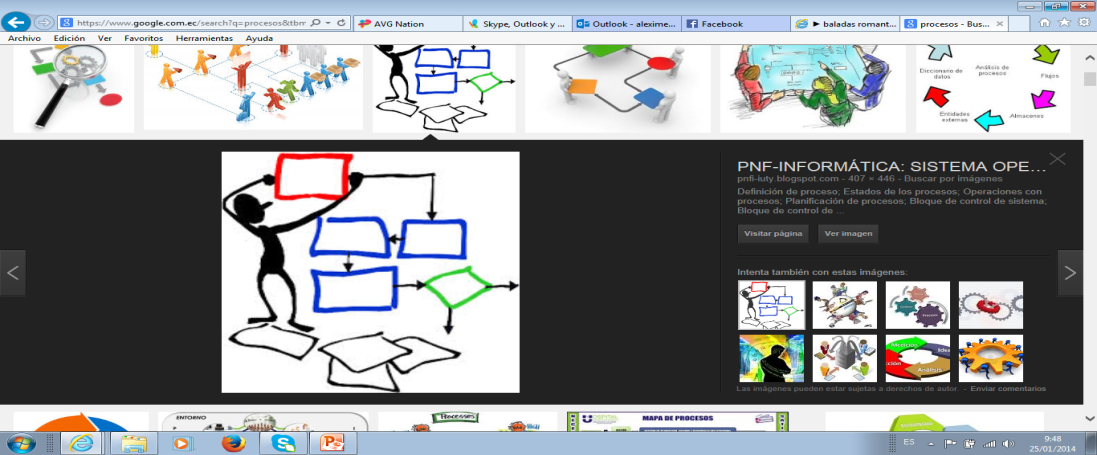 https://www.google.com.ec/search?q=procesos&tbm
AVG Nation
Skype, Outlook y ...
Outlook - alexime...
Facebook
► baladas romant...
procesos - Bus...
Archivo Edición Ver Favoritos Herramientas Ayuda
Diccionario de
datos
Análisis de
procesos
Flujos
Entidades
externas
Almacenes
PNF-INFORMÁTICA: SISTEMA OPE...
pnfi-iuty.blogspot.com - 407 × 446 - Buscar por imágenes
Definición de proceso; Estados de los procesos; Operaciones con
procesos; Planificación de procesos; Bloque de control de sistema;
Bloque de control de ...
Visitar página
Ver imagen
Intenta también con estas imágenes:
Análisis
Las imágenes pueden estar sujetas a derechos de autor. - Enviar comentarios
ENTORNO
PROCESOS
MAPA DE PROCESOS
ES
9:48
25/01/2014